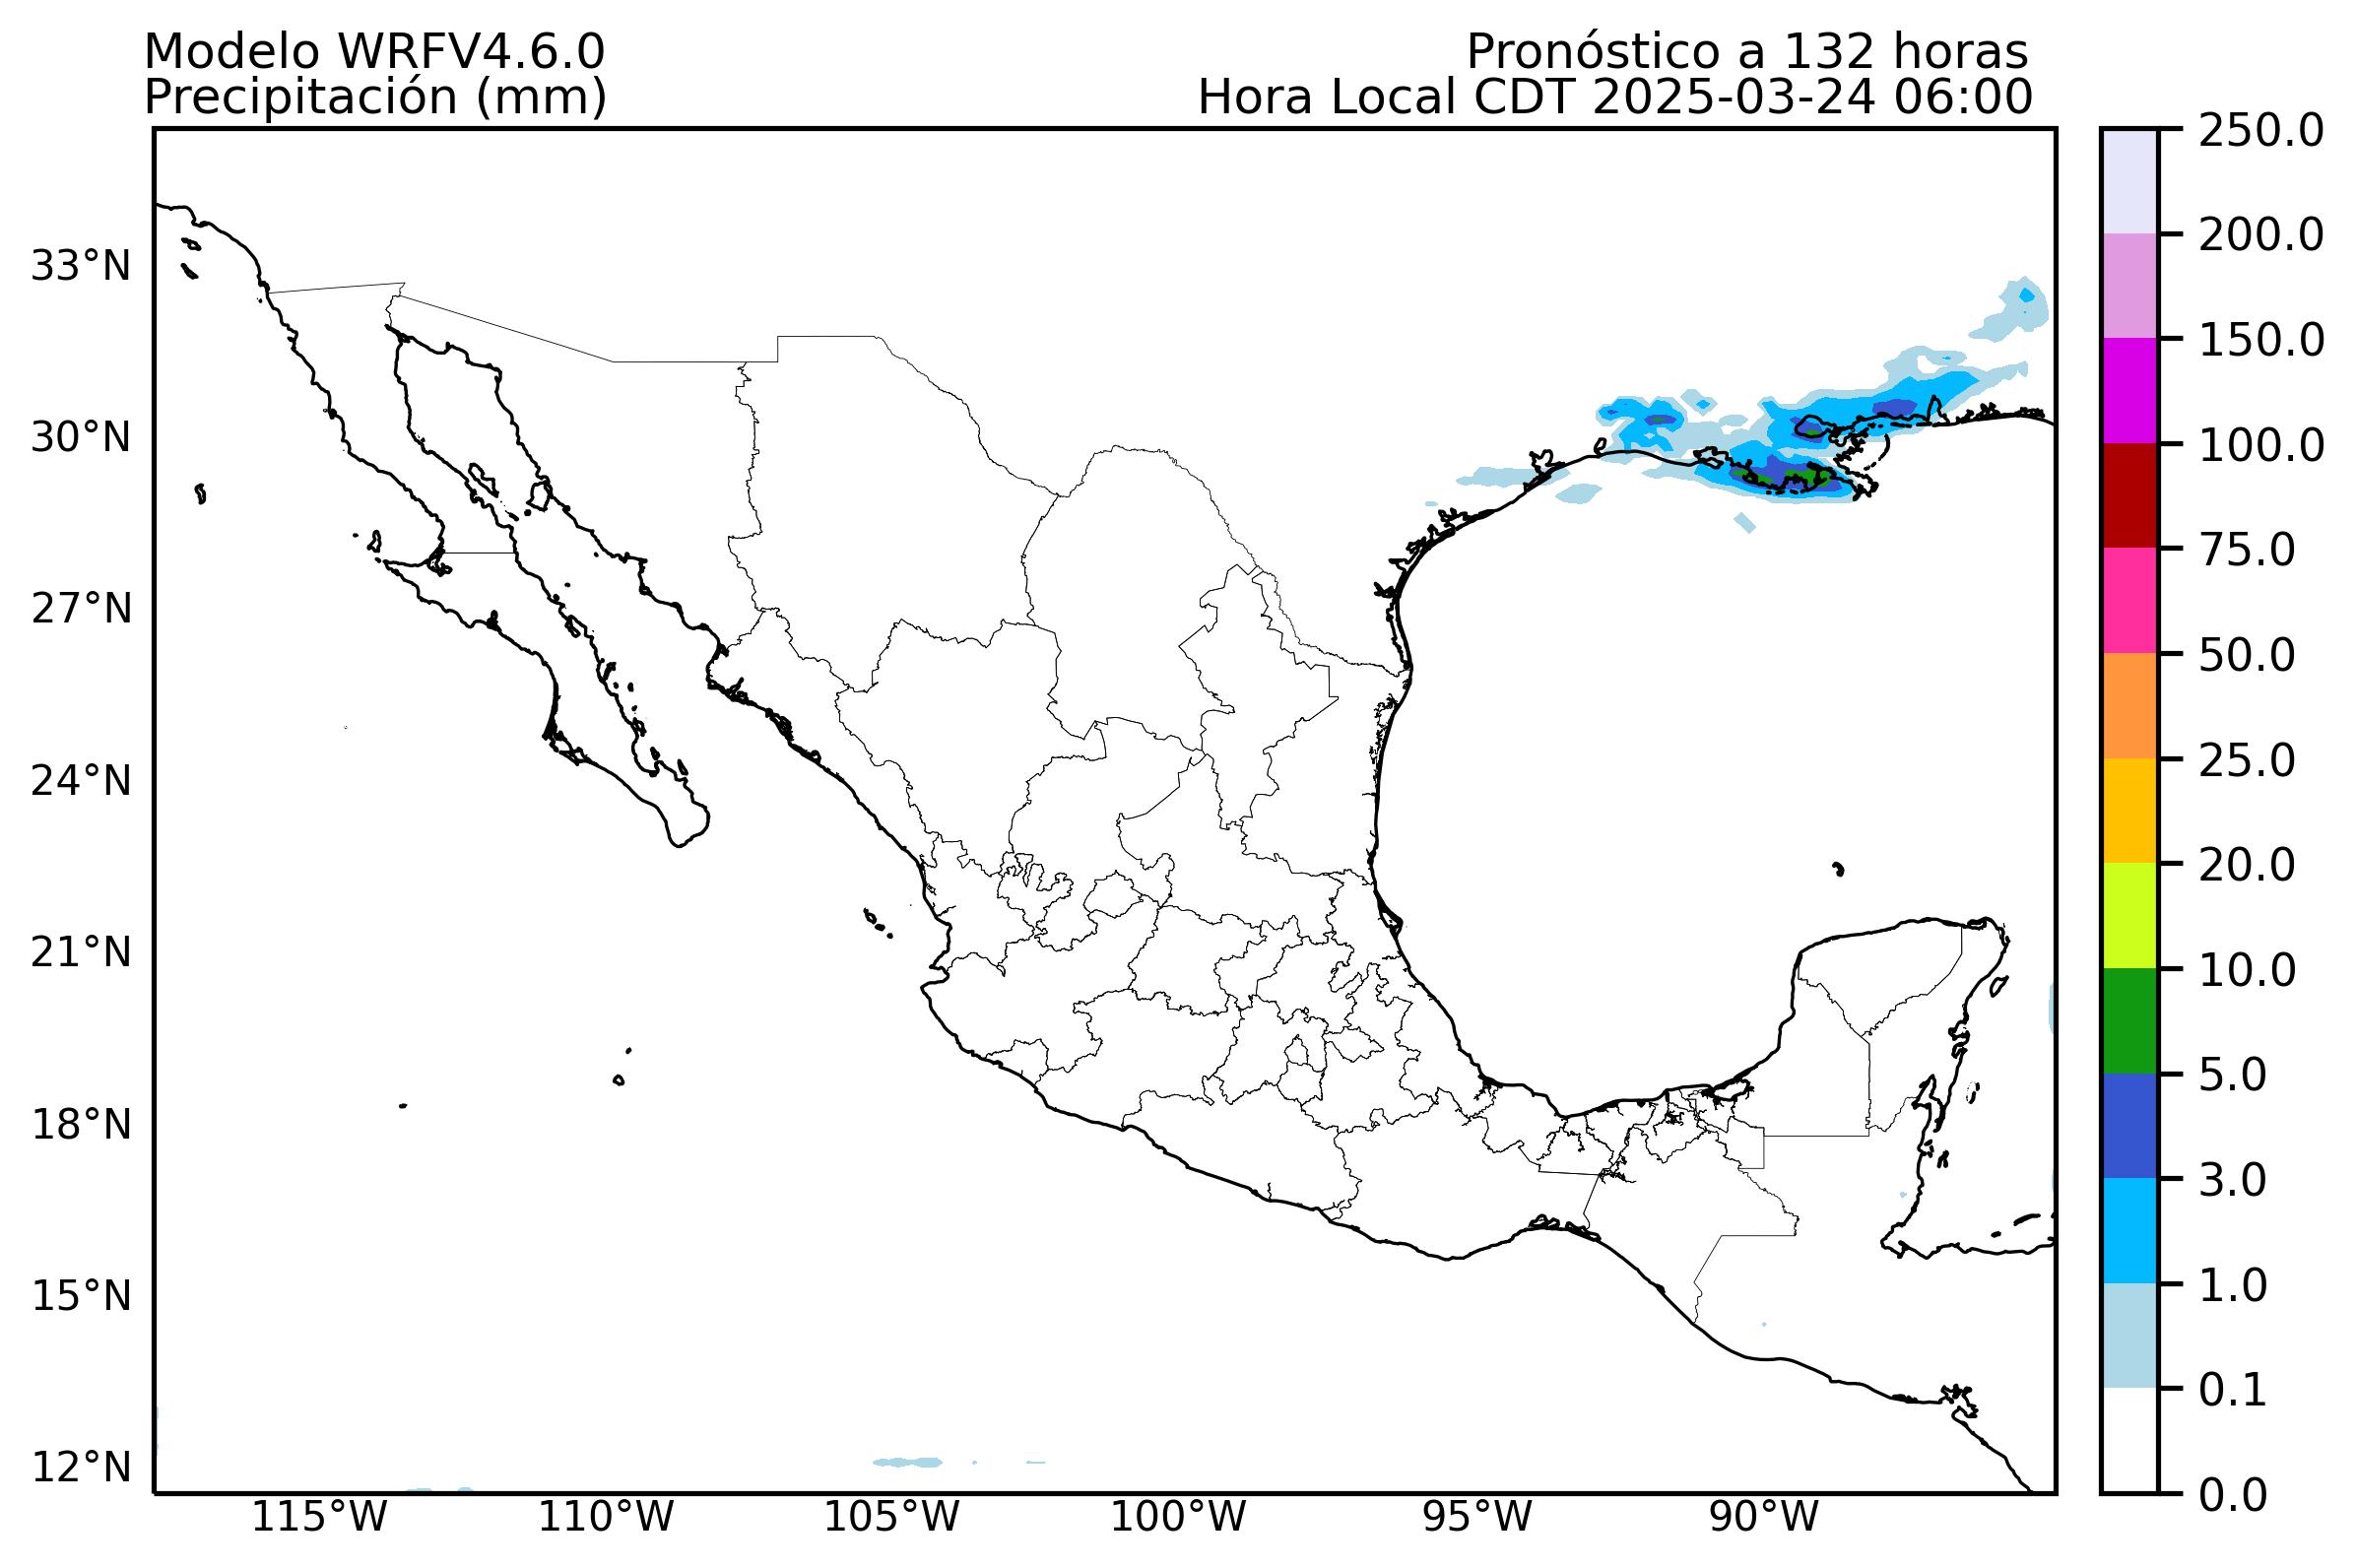 Modelo WRFV4.6.0
Precipitación (mm)
Pronóstico a 132 horas
Hora Local CDT 2025-03-24 06:00
33°N
30°N
27°N
24°N
21°N
18°N
15°N
12°N
115°W
110°W
105°W
100°W
95°W
90°W
250.0
200.0
150.0
100.0
75.0
50.0
25.0
20.0
10.0
5.0
3.0
1.0
0.1
0.0